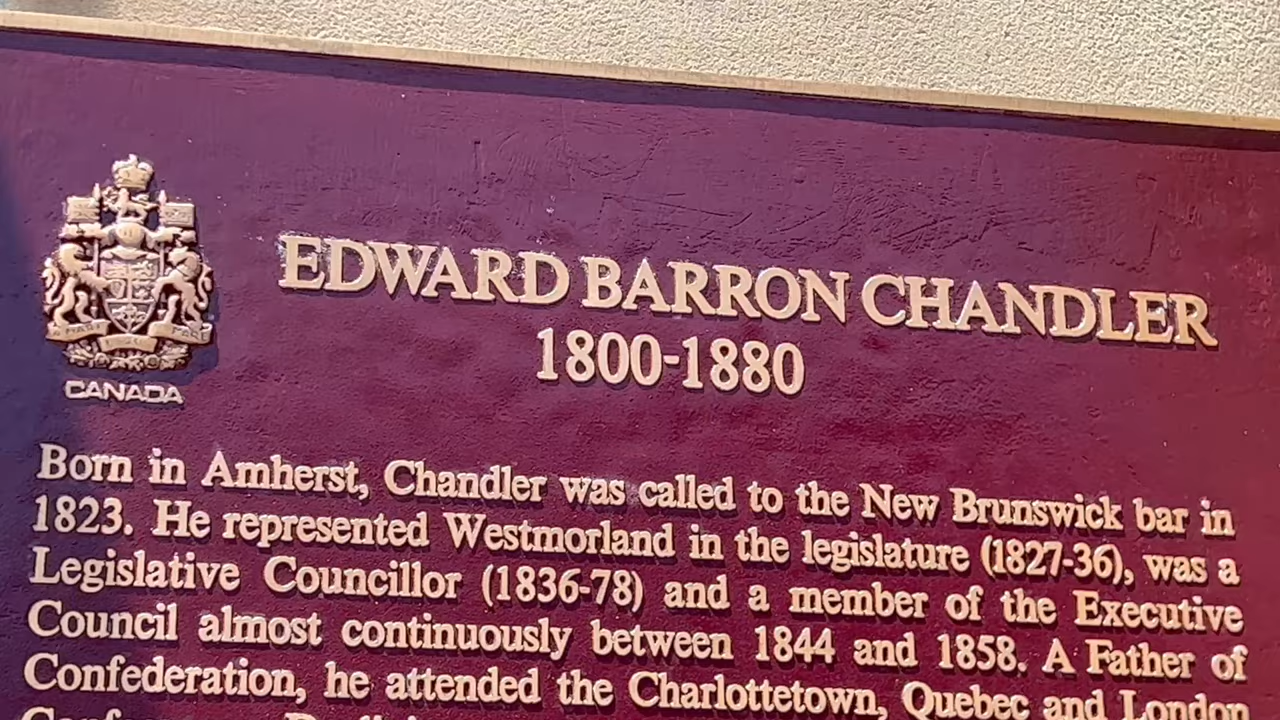 EDWARD BARRON CHANDLER
1800-1880
CANADA
Born in Amherst, Chandler was called to the New Brunswick bar in
1823. He represented Westmorland in the legislature (1827-36), was a
Legislative Councillor (1836-78) and a member of the Executive
Council almost continuously between 1844 and 1858. A Father of
Confederation, he attended the Charlottetown, Quebec and London